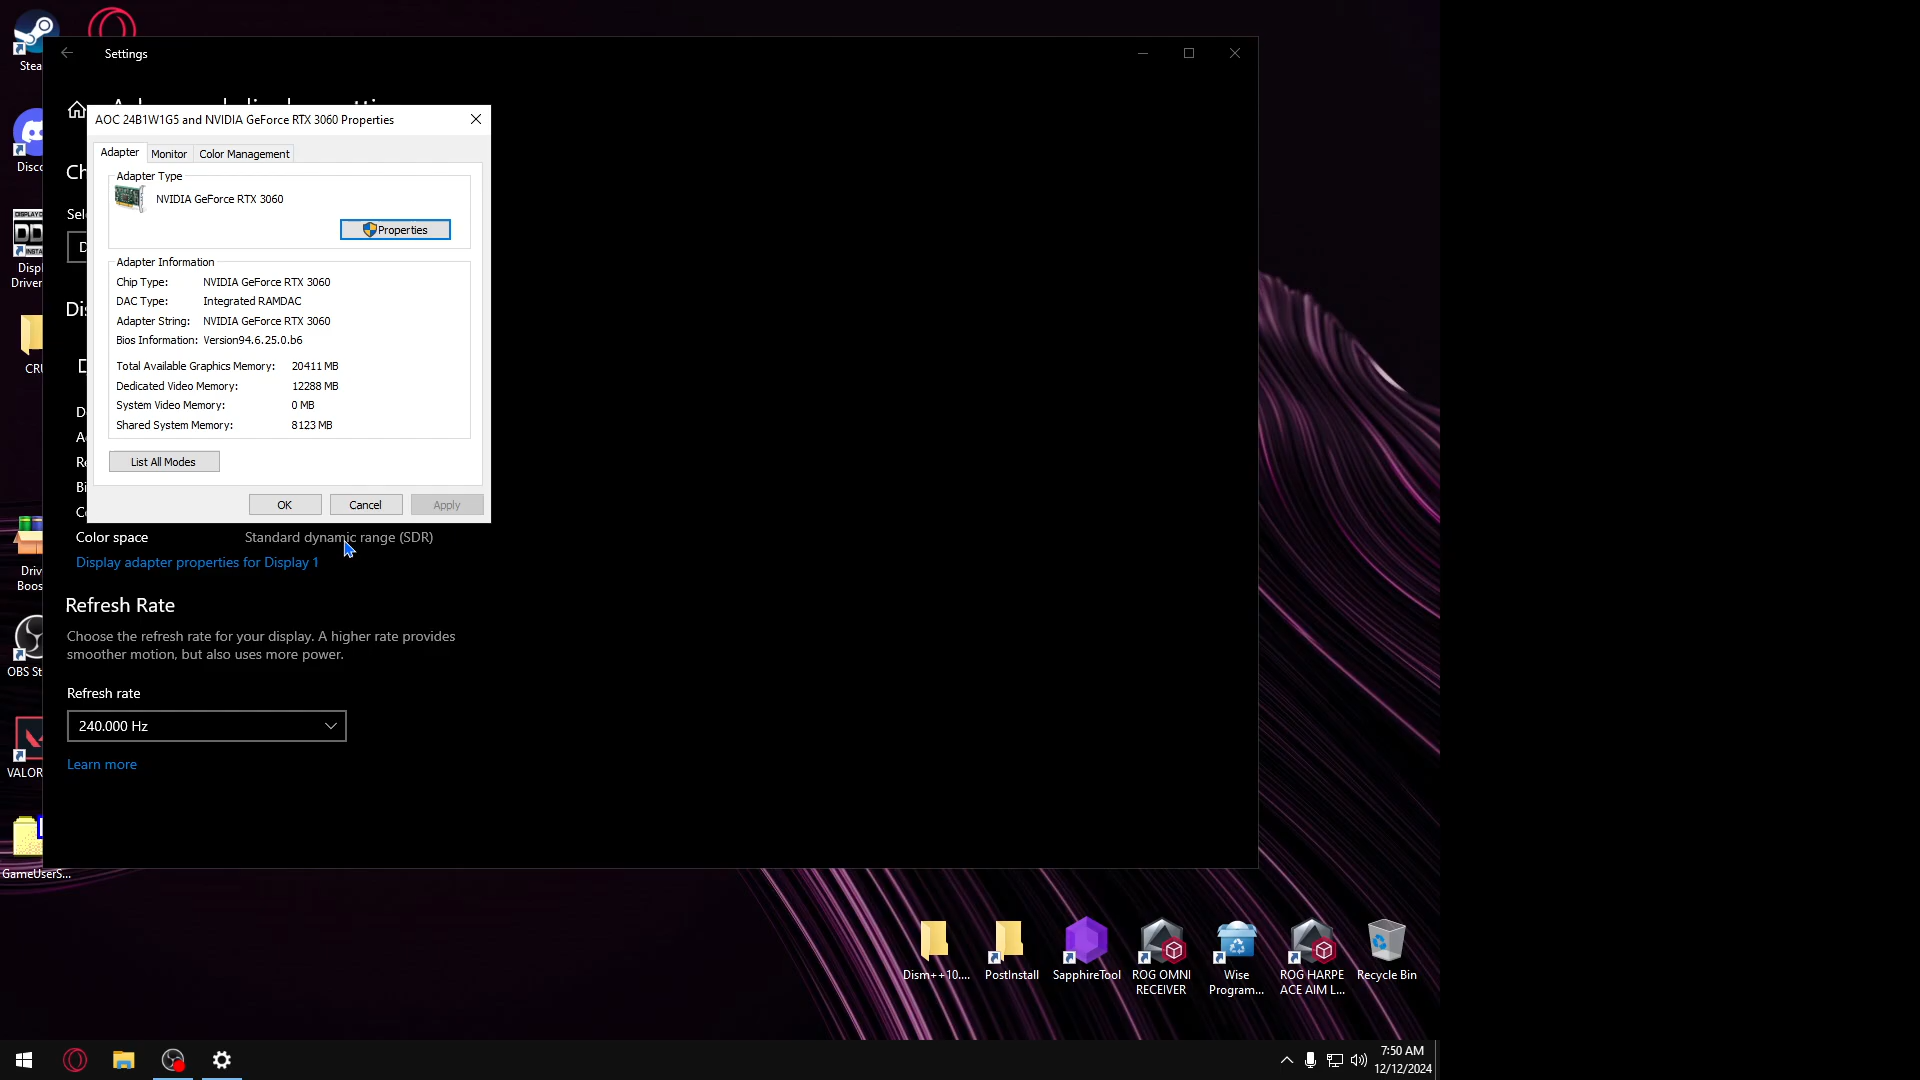 Settings
AOC 24B1W1G5 and NVIDIA GeForce RTX 3060 Properties
Adapter
Monitor
Color Management
Adapter Type
NVIDIA GeForce RTX 3060
Properties
Adapter Information
Chip Type: NVIDIA GeForce RTX 3060
DAC Type: Integrated RAMDAC
Adapter String: NVIDIA GeForce RTX 3060
Bios Information: Version94.6.25.0.b6
Total Available Graphics Memory: 20411 MB
Dedicated Video Memory: 12288 MB
System Video Memory: 0 MB
Shared System Memory: 8123 MB
List All Modes
OK
Cancel
Apply
Color space Standard dynamic range (SDR)
Display adapter properties for Display 1
Refresh Rate
Choose the refresh rate for your display. A higher rate provides
smoother motion, but also uses more power.
Refresh rate
240.000 Hz
Learn more
Stea
Disco
Displ
Driver
CRU
Driv
Boos
OBS St
VALOR
GameUserS...
Dism++10....
PostInstall
SapphireTool
ROG OMNI
RECEIVER
Wise
Program...
ROG HARPE
ACE AIM L...
Recycle Bin
7:50 AM
12/12/2024